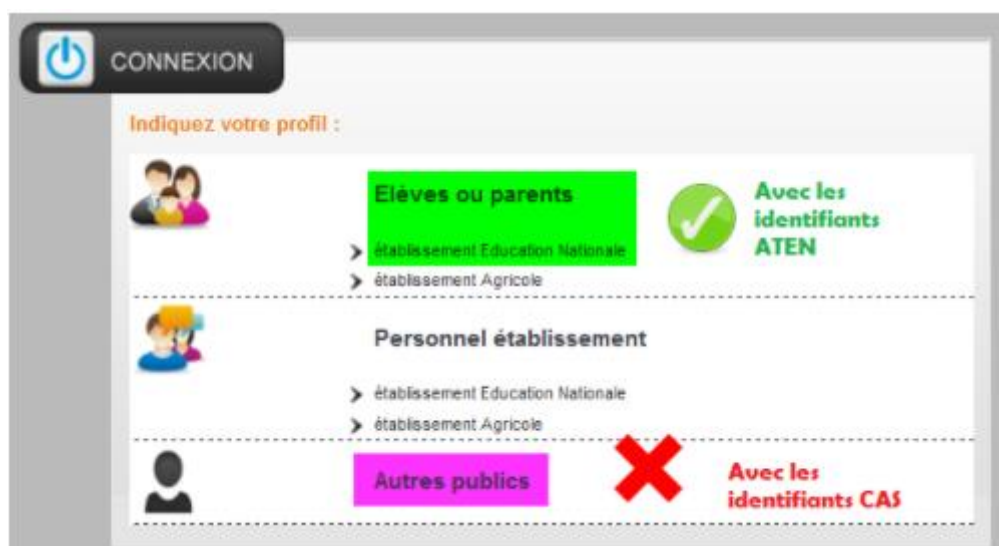 CONNEXION
Indiquez votre profil :
Elèves ou parents
établissement Education Nationale
établissement Agricole
Avec les
identifiants
ATEN
Personnel établissement
établissement Education Nationale
établissement Agricole
Autres publics
Avec les
identifiants CAS